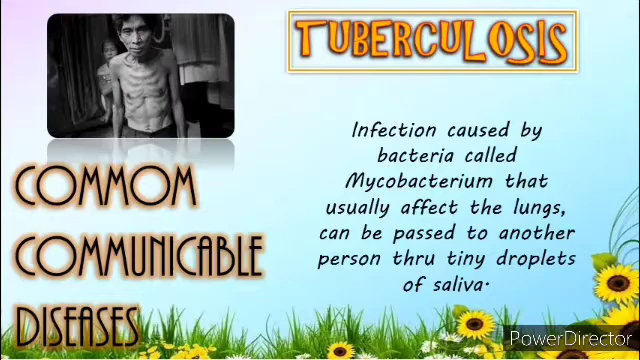 TUBERCULOSIS
COMMOM
COMMUNICABLE
DISEASES
Infection caused by
bacteria called
Mycobacterium that
usually affect the lungs,
can be passed to another
person thru tiny droplets
of saliva.
PowerDirector